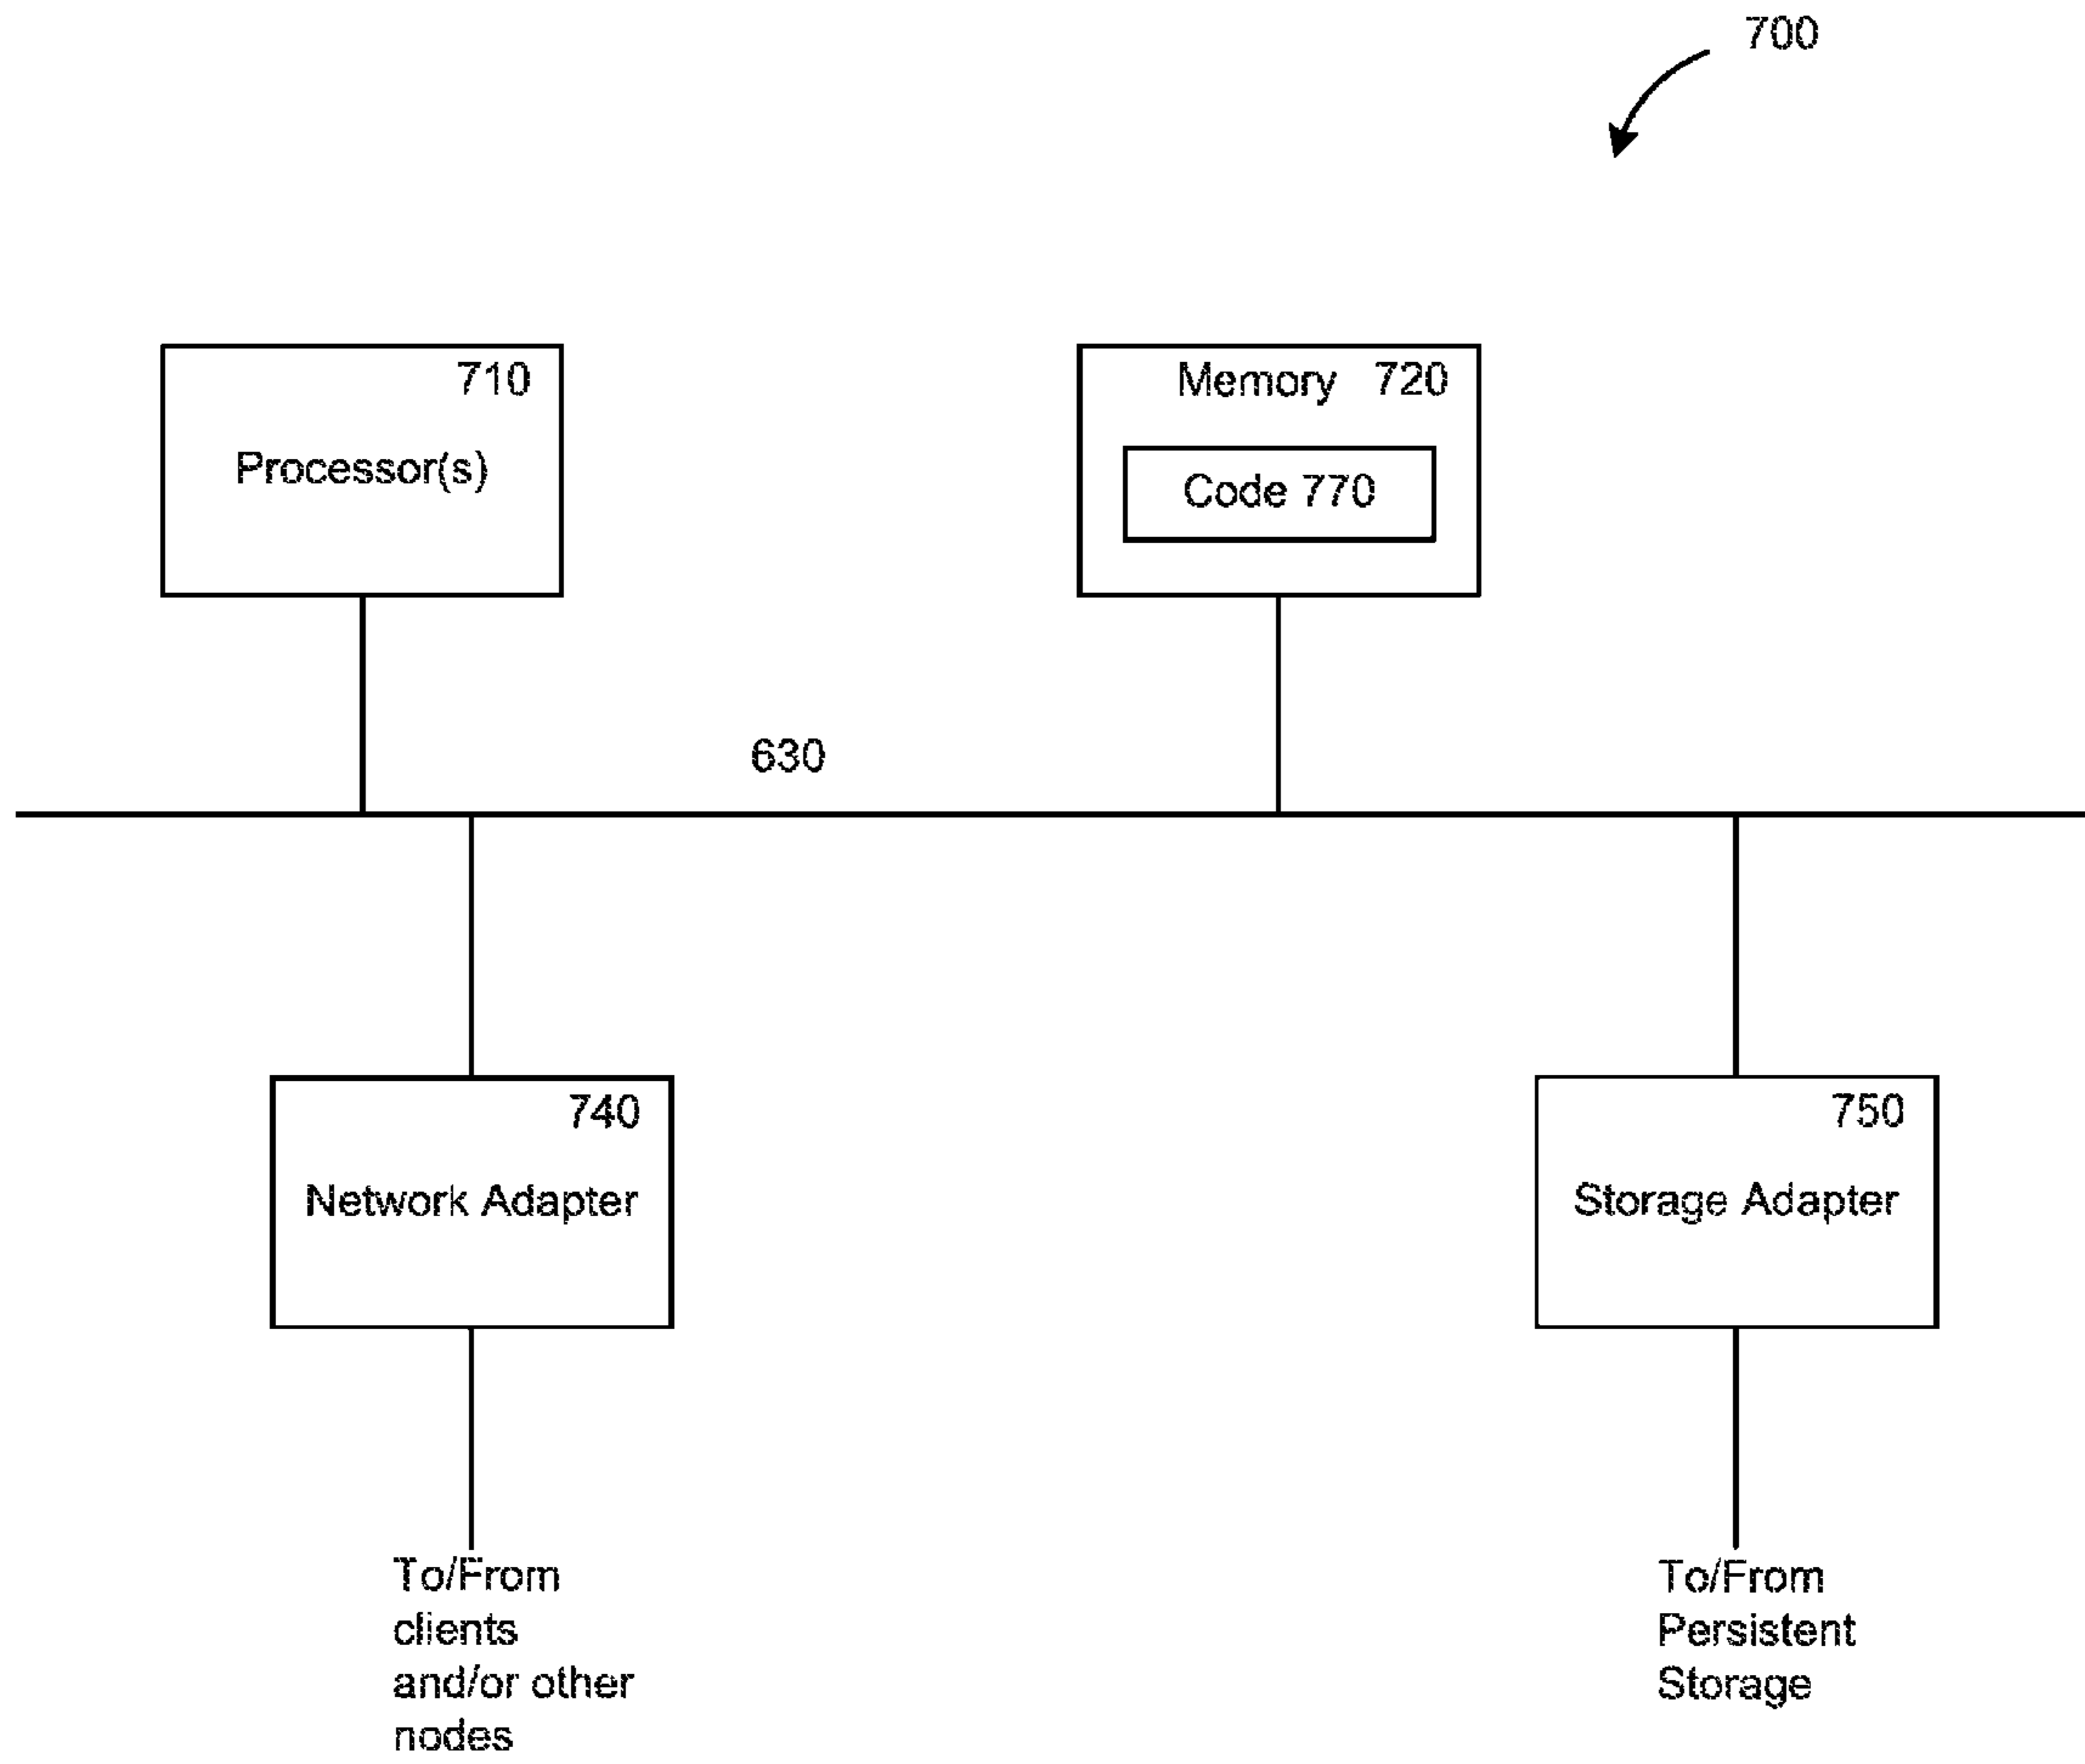 700
710
Processor(s)
Memory 720
Code 770
630
740
Network Adapter
750
Storage Adapter
To/From
clients
and/or other
nodes
To/From
Persistent
Storage